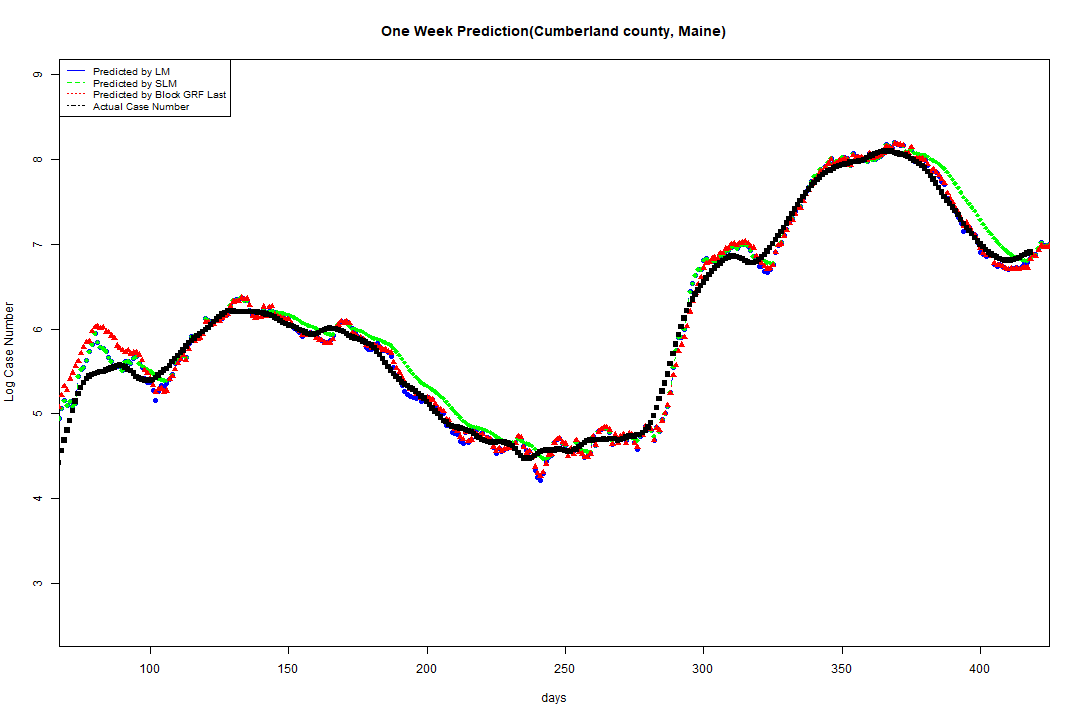 One Week Prediction(Cumberland county, Maine)
Predicted by LM
Predicted by SLM
Predicted by Block GRF Last
Actual Case Number
9
8
7
6
5
4
3
Log Case Number
100 150 200 250 300 350 400
days